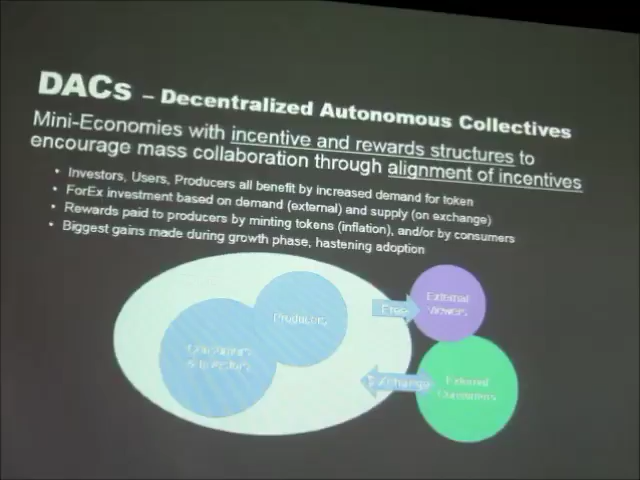 DACs – Decentralized Autonomous Collectives
Mini-Economies with incentive and rewards structures to
encourage mass collaboration through alignment of incentives
• Investors, Users, Producers all benefit by increased demand for token
• ForEx investment based on demand (external) and supply (on exchange)
• Rewards paid to producers by minting tokens (inflation), and/or by consumers
• Biggest gains made during growth phase, hastening adoption
Producers
Consumers
& Investors
Free
External
Viewers
Exchange
External
Consumers